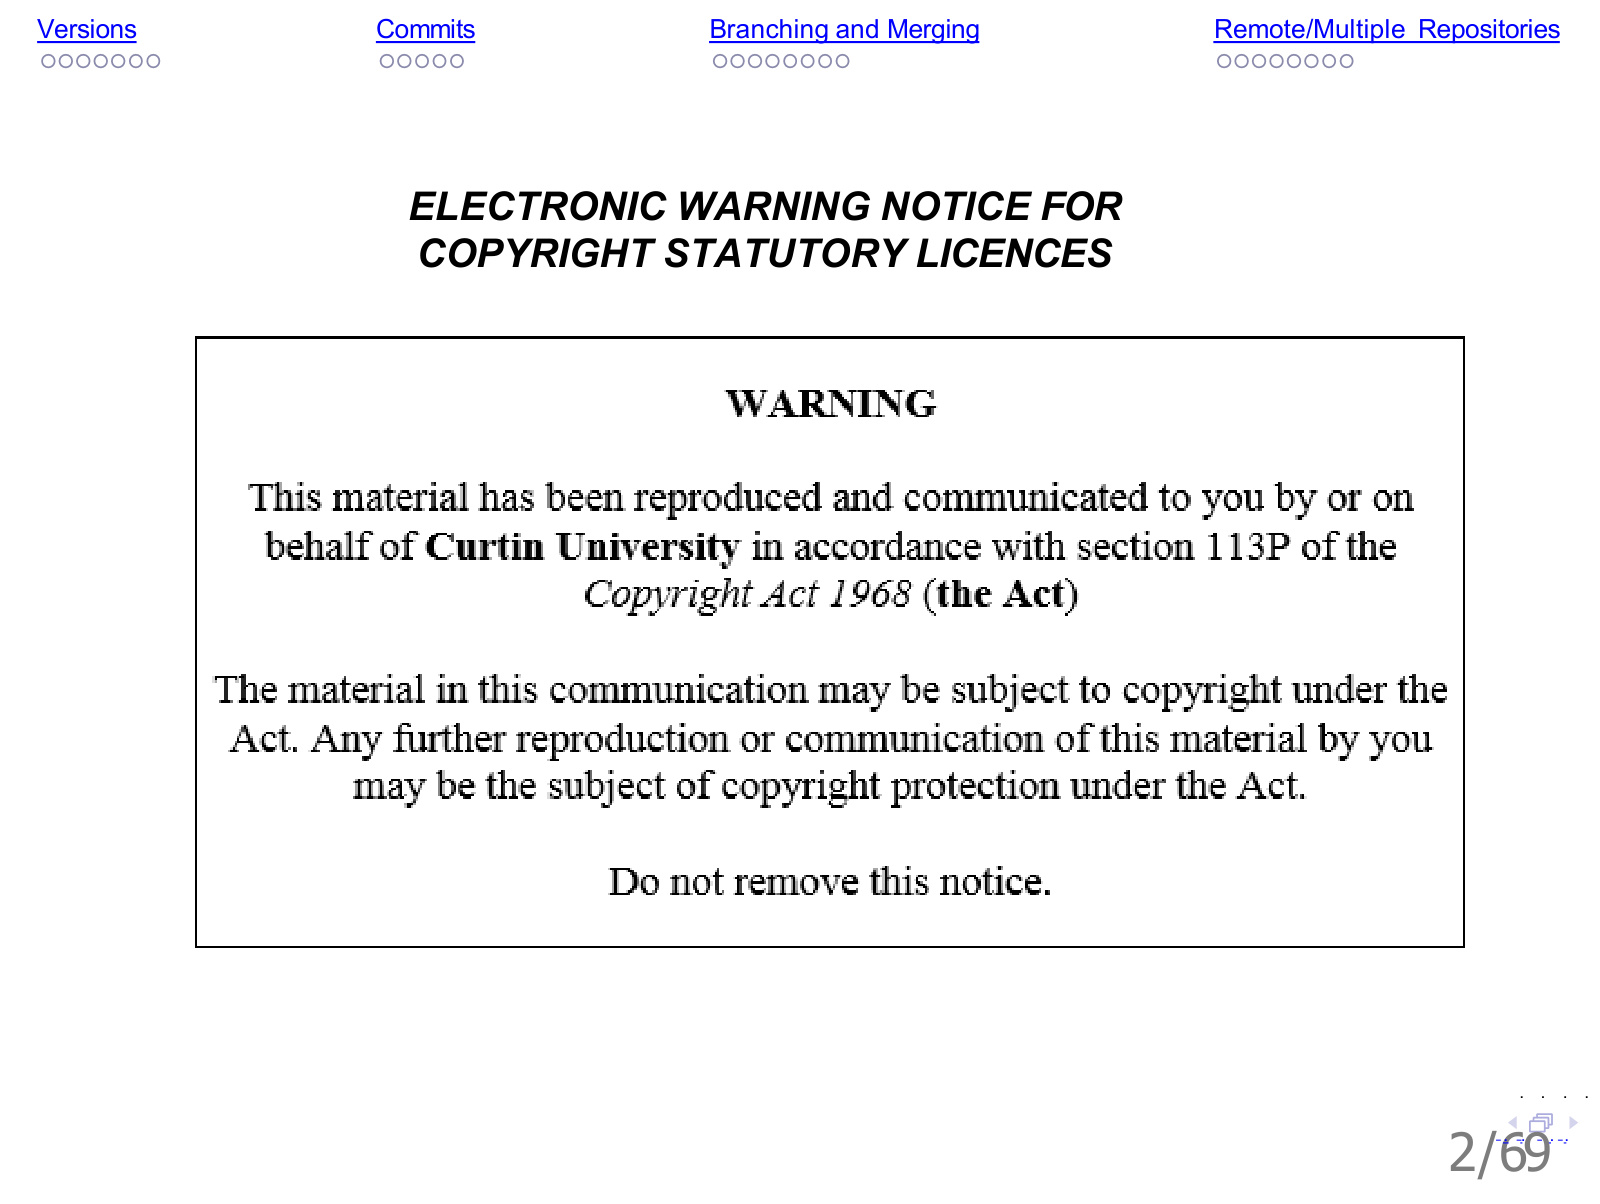 Versions
Commits
Branching and Merging
Remote/Multiple Repositories
ELECTRONIC WARNING NOTICE FOR
COPYRIGHT STATUTORY LICENCES
WARNING
This material has been reproduced and communicated to you by or on
behalf of Curtin University in accordance with section 113P of the
Copyright Act 1968 (the Act)
The material in this communication may be subject to copyright under the
Act. Any further reproduction or communication of this material by you
may be the subject of copyright protection under the Act.
Do not remove this notice.
2/69